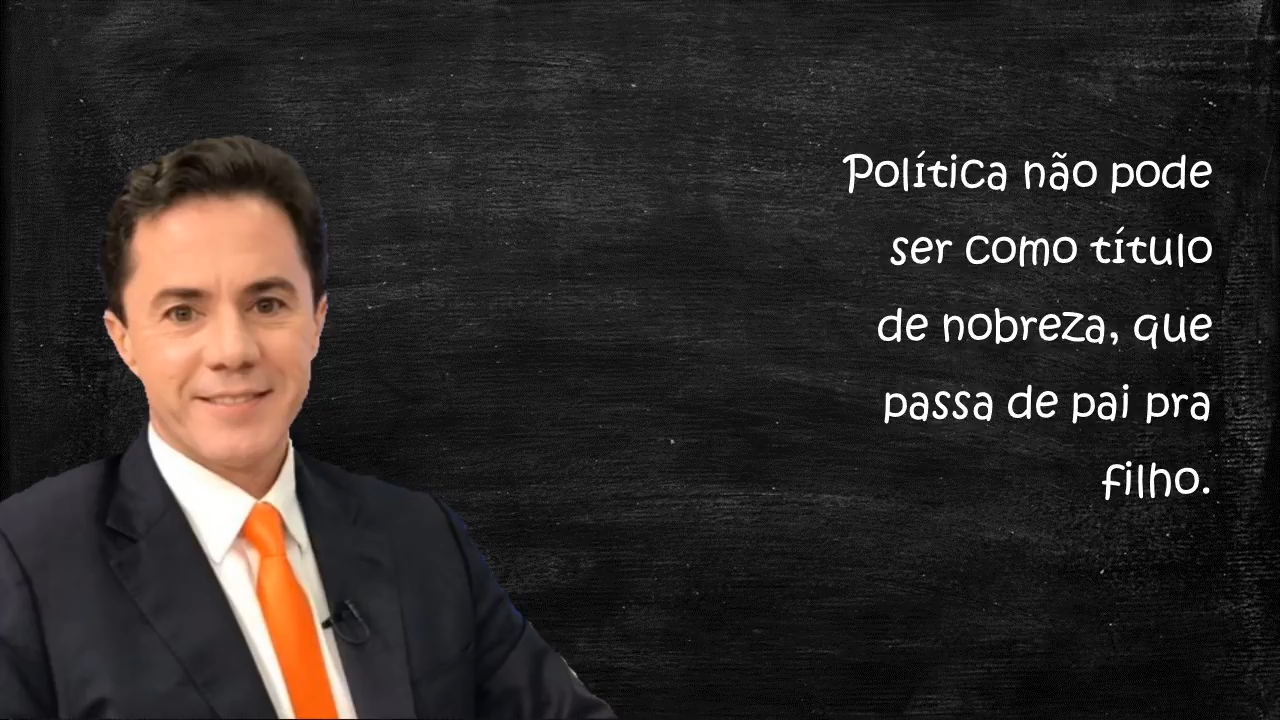 Política não pode
ser como título
de nobreza, que
passa de pai pra
filho.